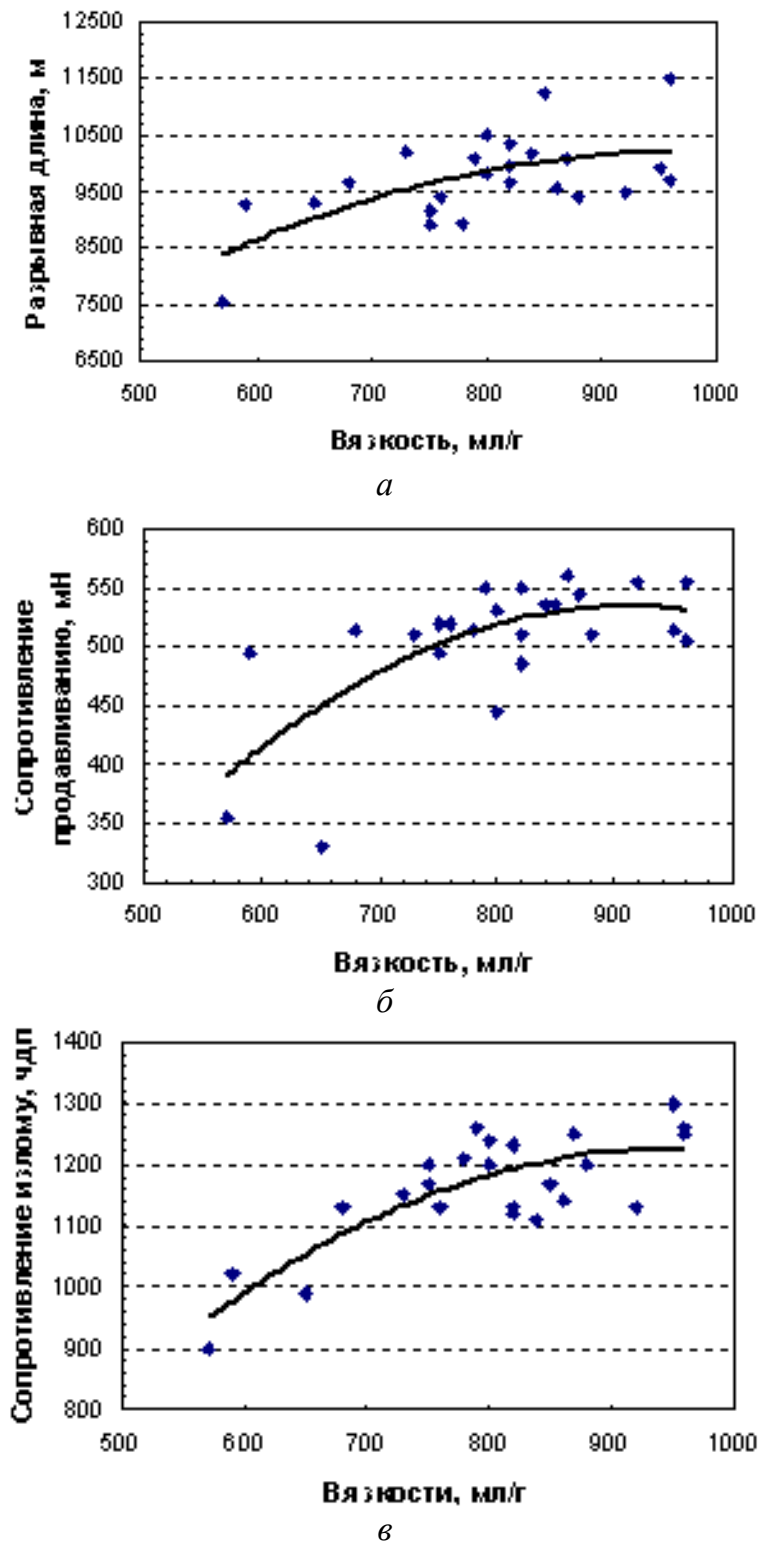 Разрывная длина, м
12500
11500
10500
9500
8500
7500
6500
500 600 700 800 900 1000
Вязкость, мл/г
а
Сопротивление
продавливанию, мН
600
550
500
450
400
350
300
500 600 700 800 900 1000
Вязкость, мл/г
б
Сопротивление излому, чдп
1400
1300
1200
1100
1000
900
800
500 600 700 800 900 1000
Вязкости, мл/г
в